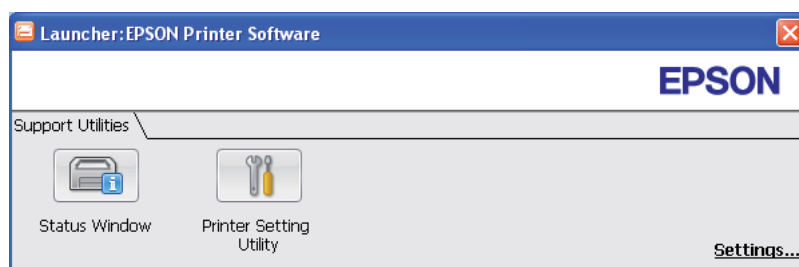 Launcher:EPSON Printer Software
EPSON
Support Utilities
Status Window
Printer Setting
Utility
Settings...